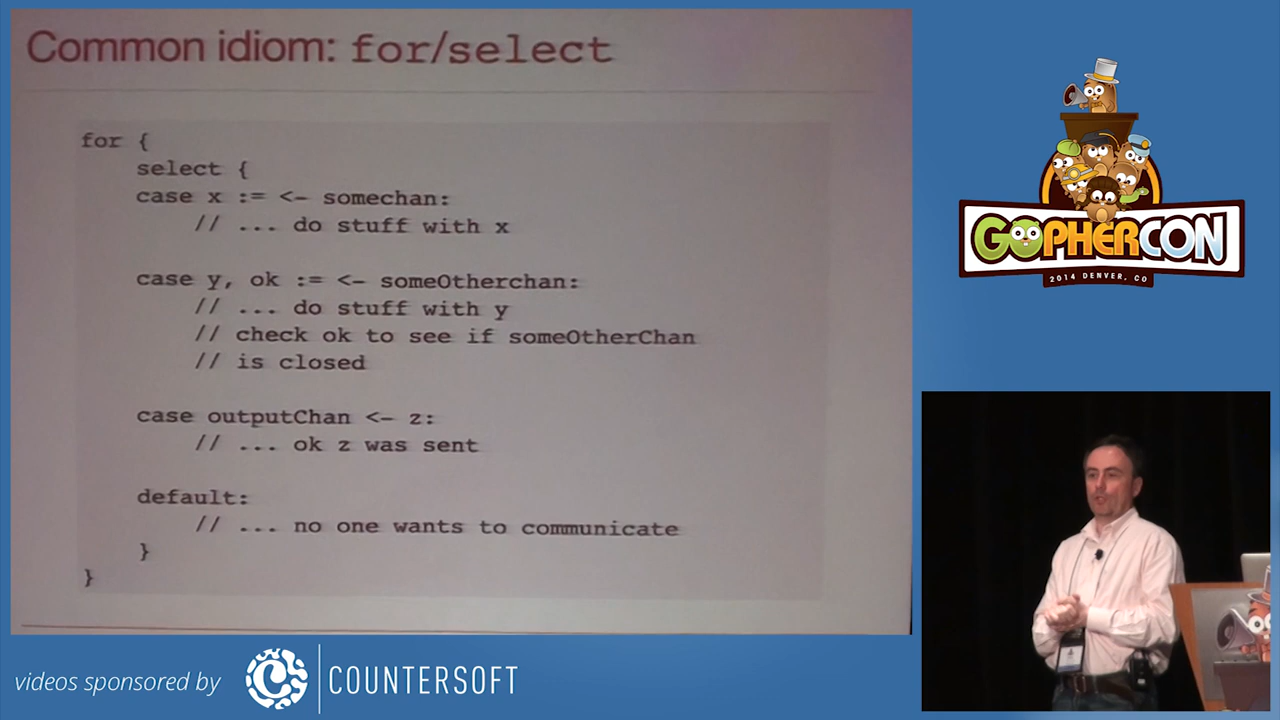 Common idiom: for/select
for {
select {
case x := <- somechan:
// ... do stuff with x
case y, ok := <- someOtherchan:
// ... do stuff with y
// check ok to see if someOtherChan
// is closed
case outputChan <- z:
// ... ok z was sent
default:
// ... no one wants to communicate
}
}
GOPHERCON
2014 DENVER, CO
videos sponsored by
COUNTERSOFT